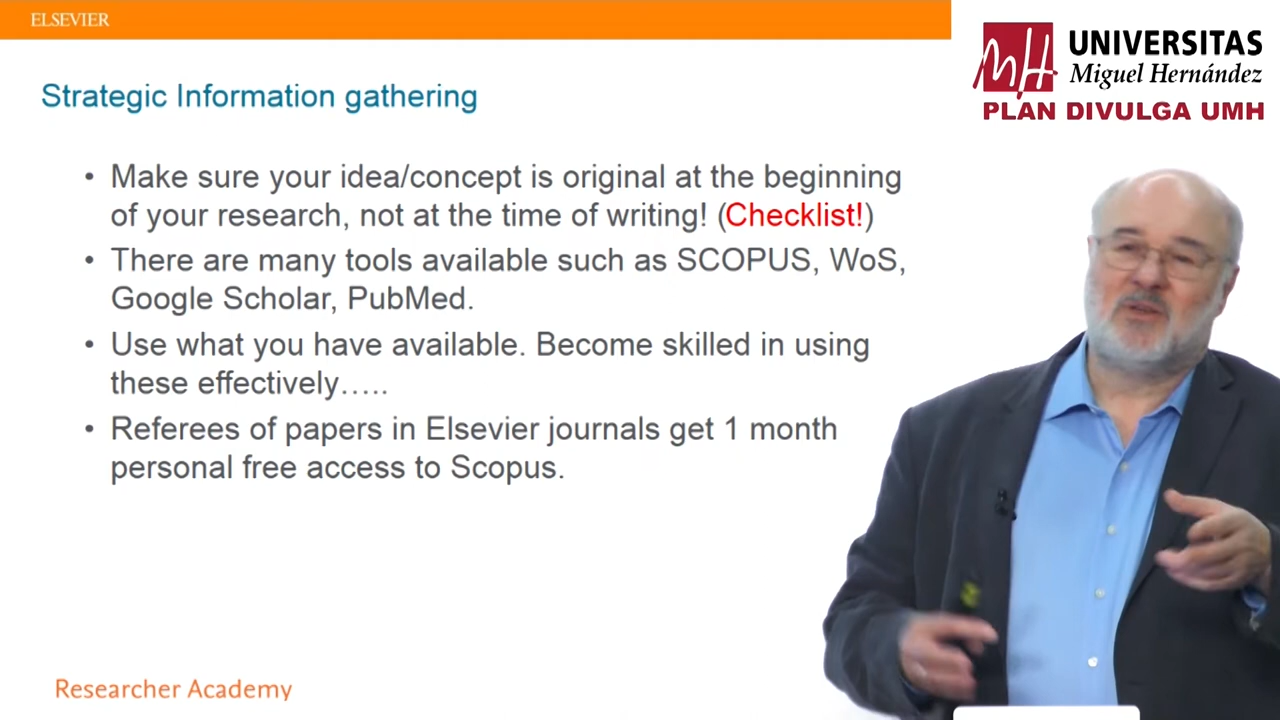 ELSEVIER
UNIVERSITAS
Miguel Hernández
PLAN DIVULGA UMH
Strategic Information gathering
• Make sure your idea/concept is original at the beginning
of your research, not at the time of writing! (Checklist!)
• There are many tools available such as SCOPUS, WoS,
Google Scholar, PubMed.
• Use what you have available. Become skilled in using
these effectively…..
• Referees of papers in Elsevier journals get 1 month
personal free access to Scopus.
Researcher Academy